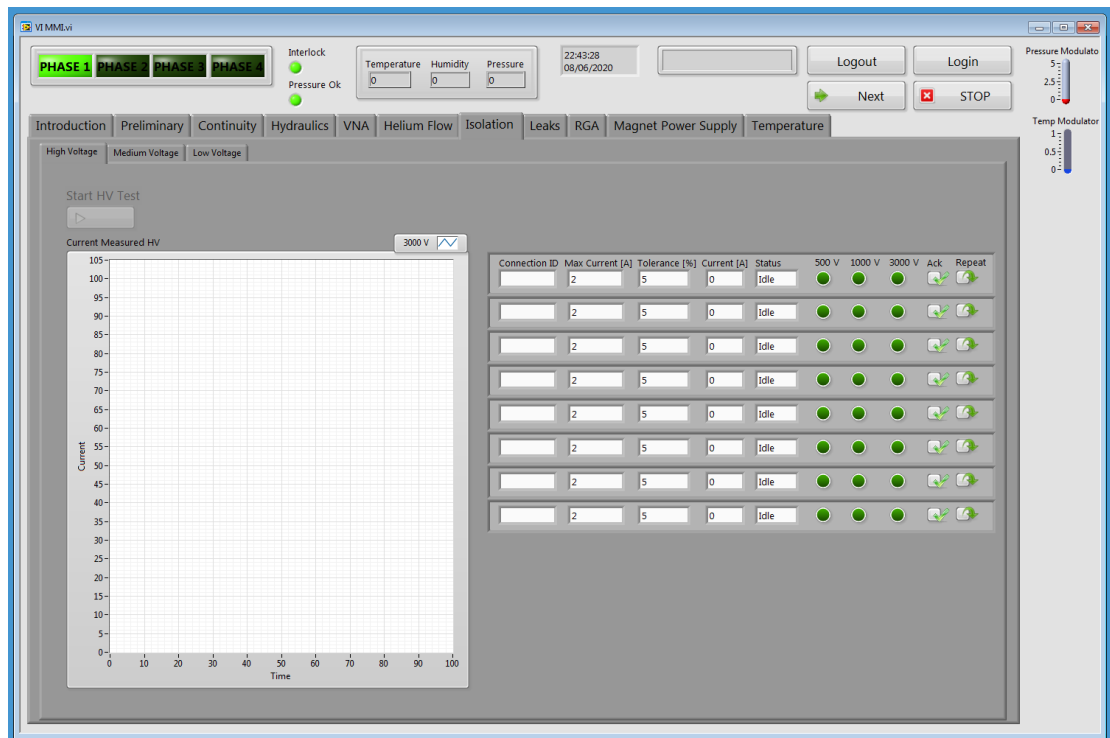 VI MMI.vi
PHASE 1 PHASE 2 PHASE 3 PHASE 4
Interlock
Pressure Ok
Temperature Humidity Pressure
0 0 0
22:43:28
08/06/2020
Logout Login
Next STOP
Pressure Modulato
5-
2.5-
0-
Temp Modulator
1-
0.5-
0-
Introduction Preliminary Continuity Hydraulics VNA Helium Flow Isolation Leaks RGA Magnet Power Supply Temperature
High Voltage Medium Voltage Low Voltage
Start HV Test
Current Measured HV 3000 V
105-
100-
95-
90-
85-
80-
75-
70-
65-
60-
55-
50-
45-
40-
35-
30-
25-
20-
15-
10-
5-
0-
Current
0 10 20 30 40 50 60 70 80 90 100
Time
Connection ID Max Current [A] Tolerance [%] Current [A] Status 500 V 1000 V 3000 V Ack Repeat
2 5 0 Idle
2 5 0 Idle
2 5 0 Idle
2 5 0 Idle
2 5 0 Idle
2 5 0 Idle
2 5 0 Idle
2 5 0 Idle